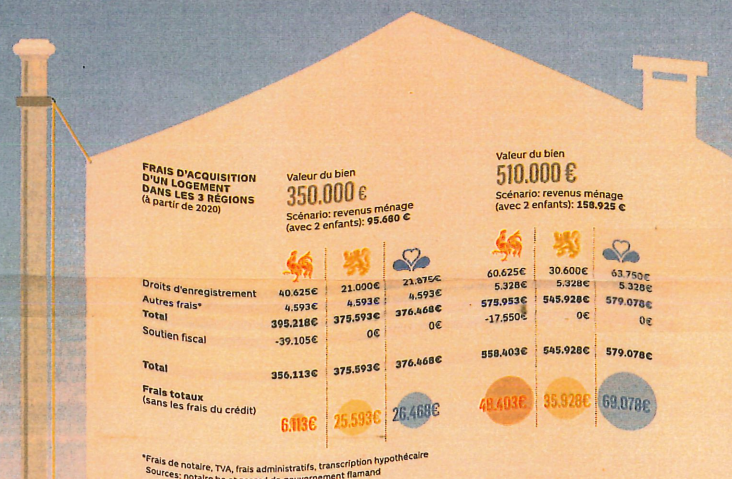 FRAIS D'ACQUISITION
D'UN LOGEMENT
DANS LES 3 RÉGIONS
(à partir de 2020)
Valeur du bien
350.000 €
Scénario: revenus ménage
(avec 2 enfants): 95.680 €
Valeur du bien
510.000 €
Scénario: revenus ménage
(avec 2 enfants): 158.925 €
Droits d'enregistrement 40.625€ 21.000€ 21.875€ 60.625€ 30.600€ 63.750€
Autres frais* 4.593€ 4.593€ 4.593€ 5.328€ 5.328€ 5.328€
Total 395.218€ 375.593€ 376.468€ 575.953€ 545.928€ 579.078€
Soutien fiscal -39.105€ 0€ 0€ -17.550€ 0€ 0€
Total 356.113€ 375.593€ 376.468€ 558.403€ 545.928€ 579.078€
Frais totaux
(sans les frais du crédit) 6.113€ 25.593€ 26.468€ 48.403€ 35.928€ 69.078€
*Frais de notaire, TVA, frais administratifs, transcription hypothécaire
Sources: notaire gouvernement flamand